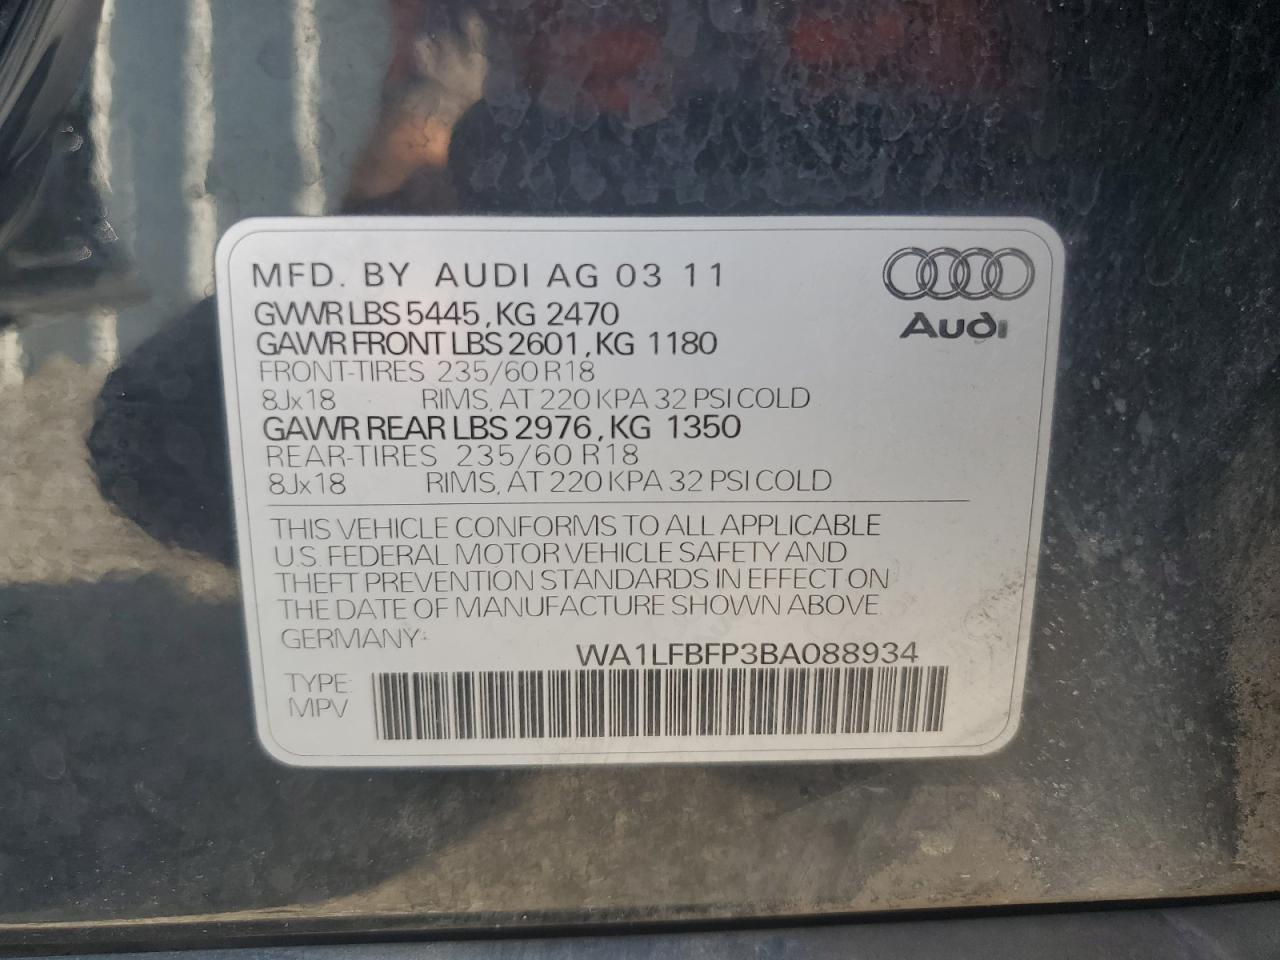 MFD. BY AUDI AG 03 11
GVWR LBS 5445, KG 2470
GAWR FRONT LBS 2601, KG 1180
FRONT-TIRES 235/60 R18
8Jx18 RIMS, AT 220 KPA 32 PSI COLD
GAWR REAR LBS 2976, KG 1350
REAR-TIRES 235/60 R18
8Jx18 RIMS, AT 220 KPA 32 PSI COLD
Audi
THIS VEHICLE CONFORMS TO ALL APPLICABLE
U.S. FEDERAL MOTOR VEHICLE SAFETY AND
THEFT PREVENTION STANDARDS IN EFFECT ON
THE DATE OF MANUFACTURE SHOWN ABOVE.
GERMANY:
WA1LFBFP3BA088934
TYPE:
MPV